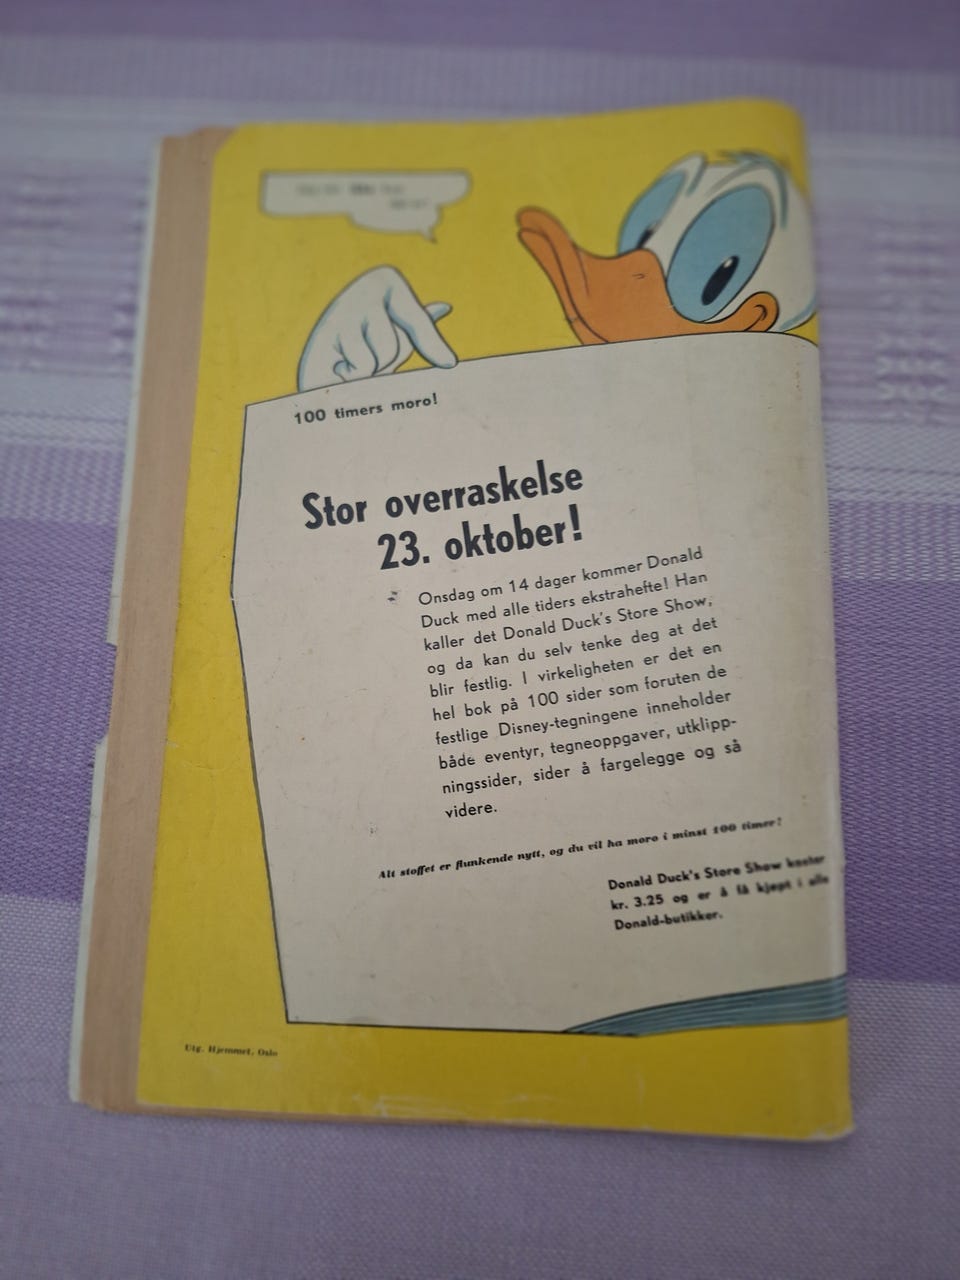 100 timers moro!
Stor overraskelse
23. oktober!
Onsdag om 14 dager kommer Donald
Duck med alle tiders ekstrahefte! Han
kaller det Donald Duck's Store Show,
og da kan du selv tenke deg at det
blir festlig. I virkeligheten er det en
hel bok på 100 sider som foruten de
festlige Disney-tegningene inneholder
både eventyr, tegneoppgaver, utklipp-
ningssider, sider å fargelegge og så
videre.
Alt stoffet er flunkende nytt, og du vil ha moro i minst 100 timer!
Donald Duck's Store Show koster
kr. 3.25 og er å få kjøpt i alle
Donald-butikker.
Utg. Hjemmet, Oslo